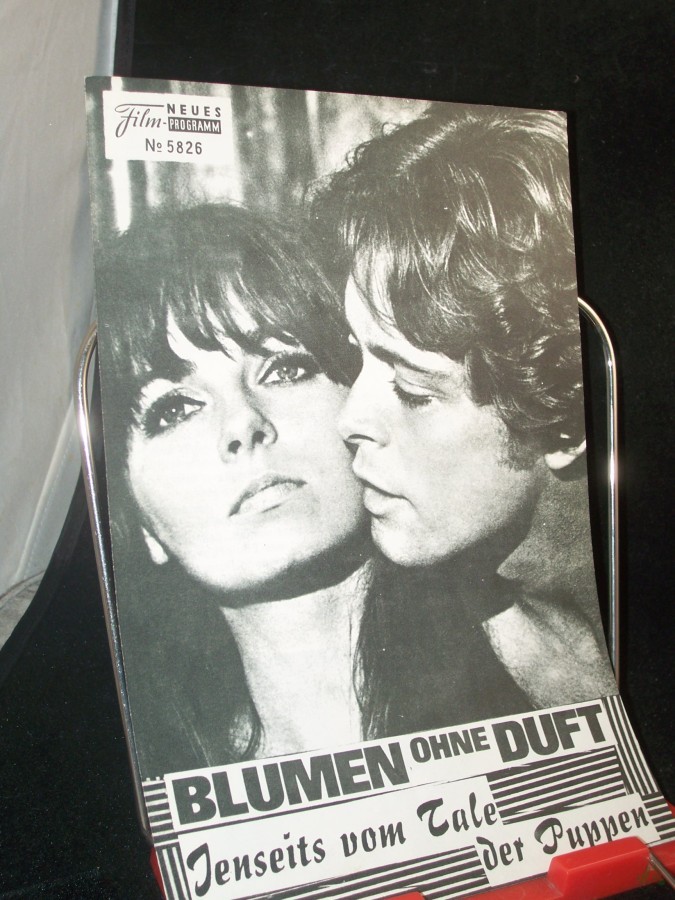 NEUES
Film-PROGRAMM
№ 5826
BLUMEN OHNE DUFT
Jenseits vom Tale
der Puppen